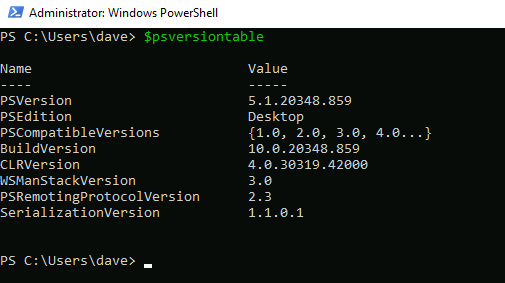 Administrator: Windows PowerShell
PS C:\Users\dave> $psversiontable
Name Value
---- -----
PSVersion 5.1.20348.859
PSEdition Desktop
PSCompatibleVersions {1.0, 2.0, 3.0, 4.0...}
BuildVersion 10.0.20348.859
CLRVersion 4.0.30319.42000
WSManStackVersion 3.0
PSRemotingProtocolVersion 2.3
SerializationVersion 1.1.0.1
PS C:\Users\dave>